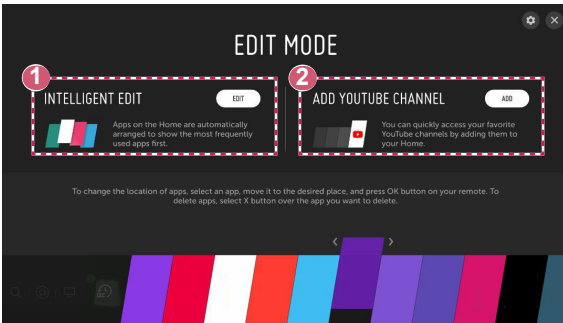 EDIT MODE
1
INTELLIGENT EDIT
EDIT
Apps on the Home are automatically
arranged to show the most frequently
used apps first.
2
ADD YOUTUBE CHANNEL
ADD
You can quickly access your favorite
YouTube channels by adding them to
your Home.
To change the location of apps, select an app, move it to the desired place, and press OK button on your remote. To
delete apps, select X button over the app you want to delete.